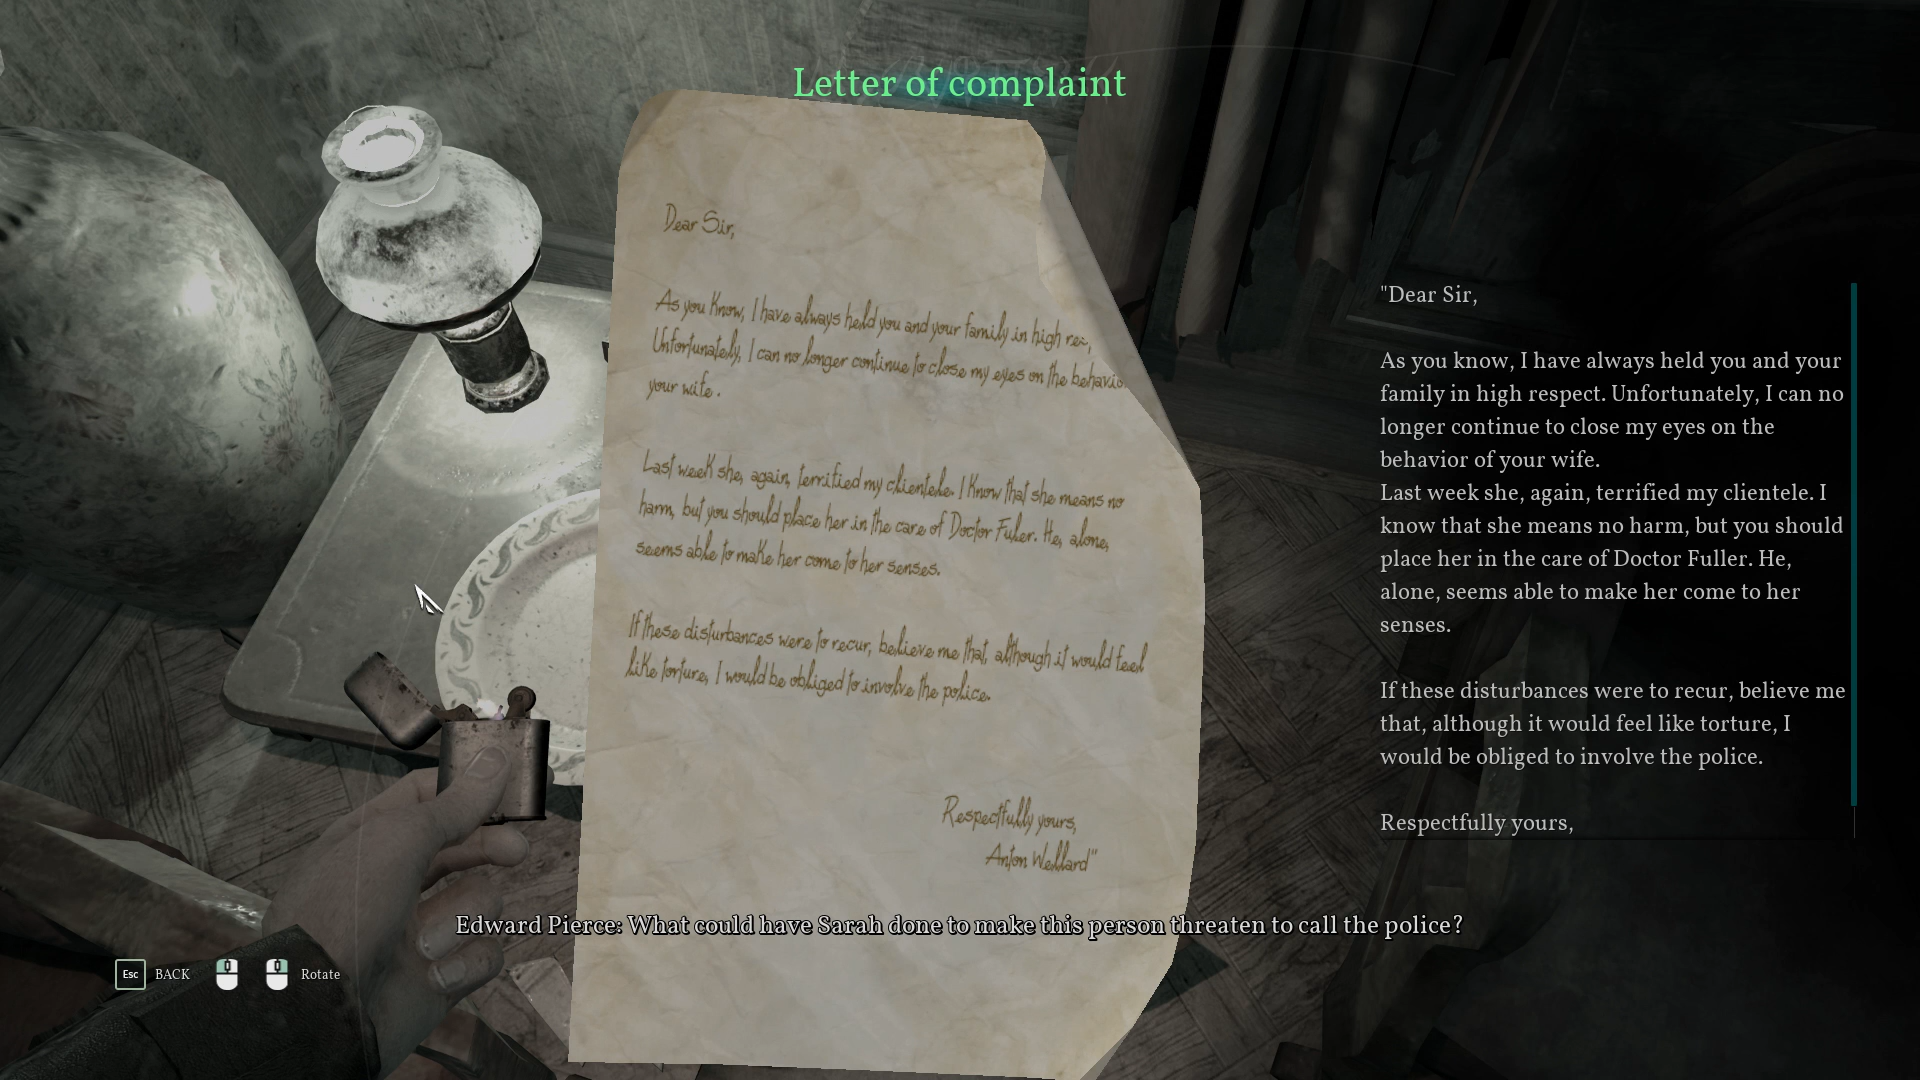 Letter of complaint
Dear Sir,
As you know, I have always held you and your family in high
Unfortunately, I can no longer continue to close my eyes on the
your wife.
Last week she, again, terrified my clientele. I know that she means no
harm, but you should place her in the care of Doctor Fuller. He, alone,
seems able to make her come to her senses.
If these disturbances were to recur, believe me that, although it would feel
like torture, I would be obliged to involve the police.
Respectfully yours,
Anton Wellard"
"Dear Sir,
As you know, I have always held you and your
family in high respect. Unfortunately, I can no
longer continue to close my eyes on the
behavior of your wife.
Last week she, again, terrified my clientele. I
know that she means no harm, but you should
place her in the care of Doctor Fuller. He,
alone, seems able to make her come to her
senses.
If these disturbances were to recur, believe me
that, although it would feel like torture, I
would be obliged to involve the police.
Respectfully yours,
Edward Pierce: What could have Sarah done to make this person threaten to call the police?
Esc BACK Rotate